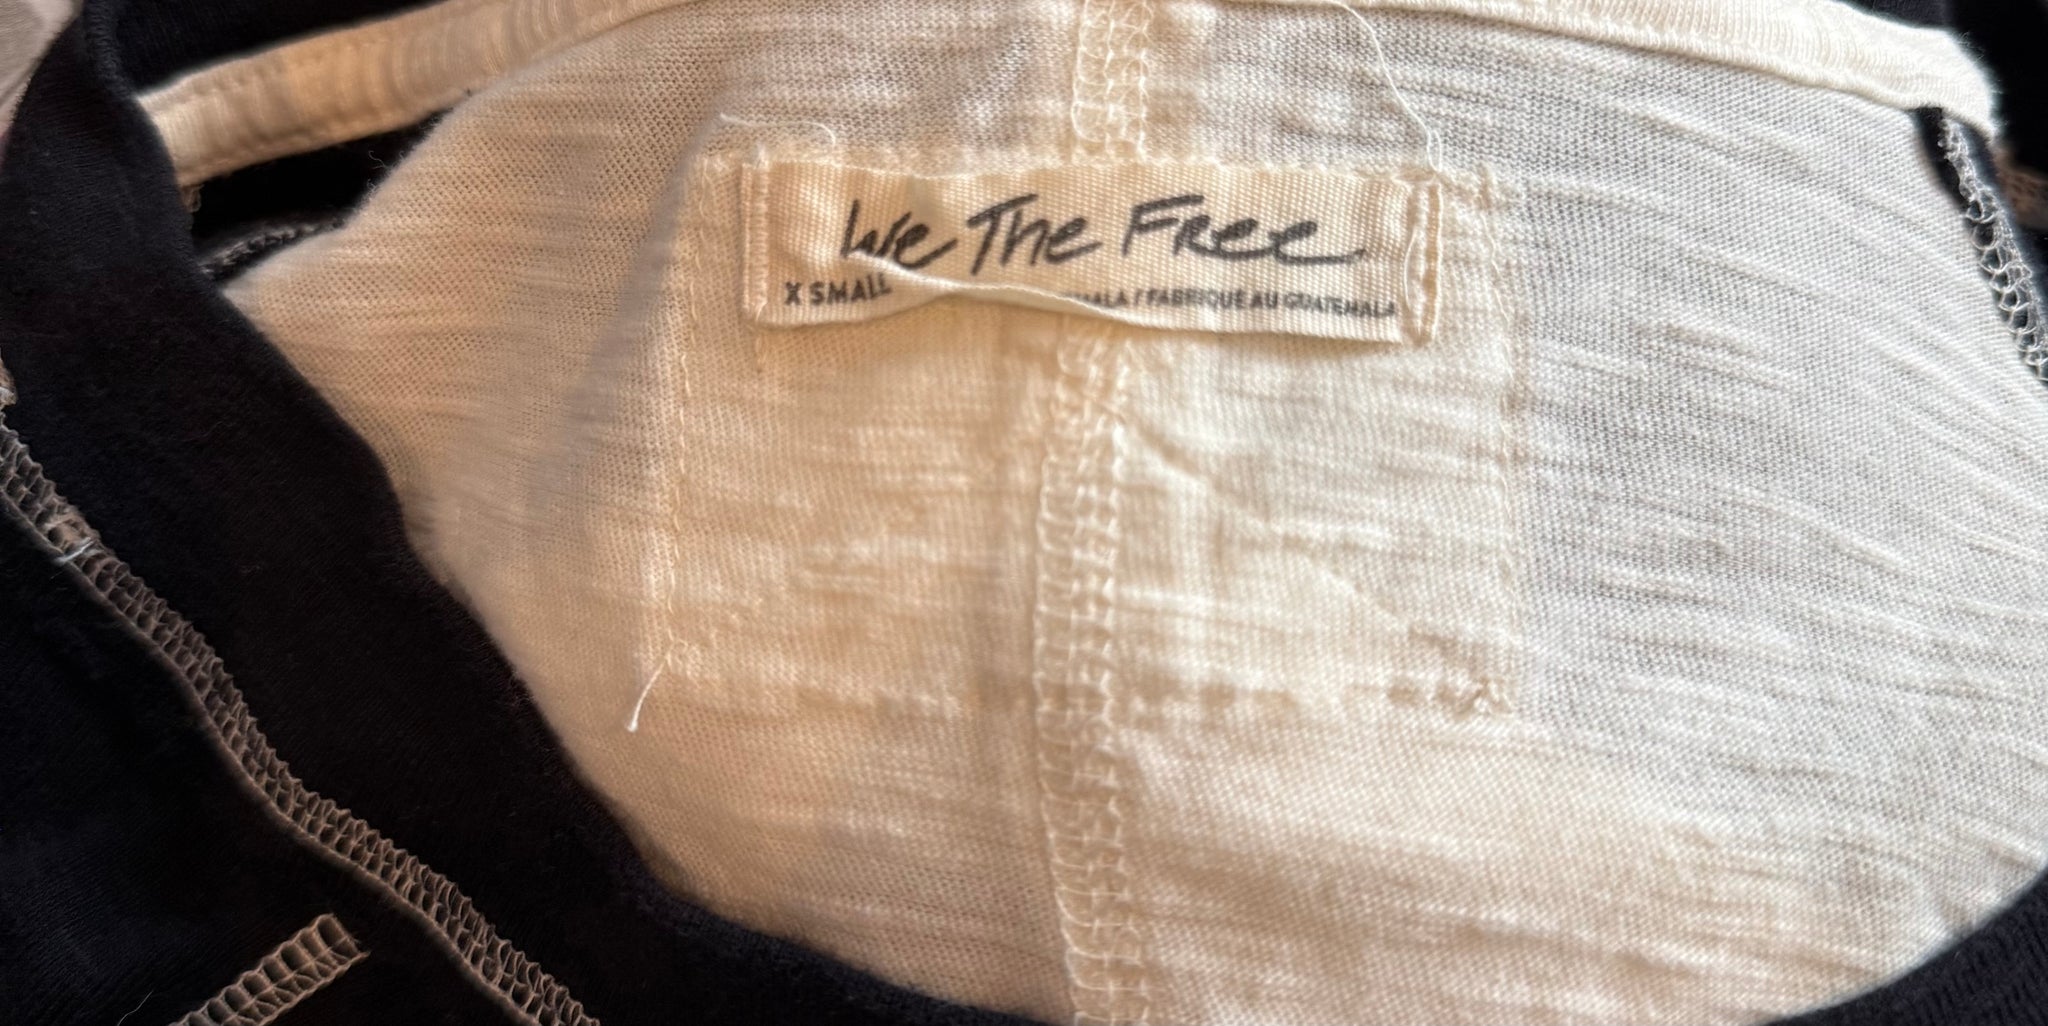 We The Free
X SMALL / FABRIQUE AU GUATEMALA